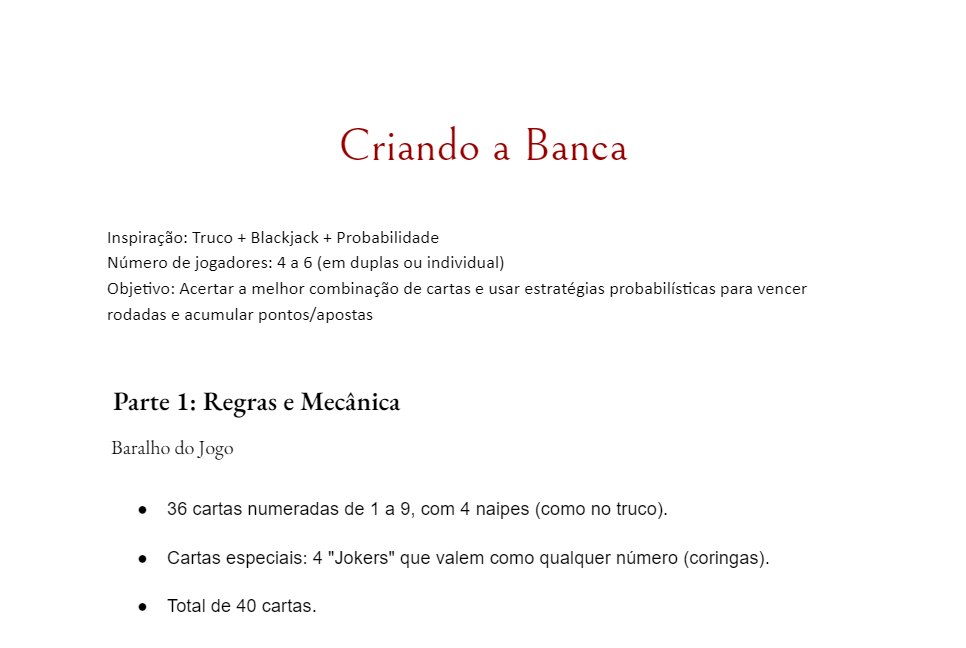 Criando a Banca
Inspiração: Truco + Blackjack + Probabilidade
Número de jogadores: 4 a 6 (em duplas ou individual)
Objetivo: Acertar a melhor combinação de cartas e usar estratégias probabilísticas para vencer
rodadas e acumular pontos/apostas
Parte 1: Regras e Mecânica
Baralho do Jogo
● 36 cartas numeradas de 1 a 9, com 4 naipes (como no truco).
● Cartas especiais: 4 "Jokers" que valem como qualquer número (coringas).
● Total de 40 cartas.